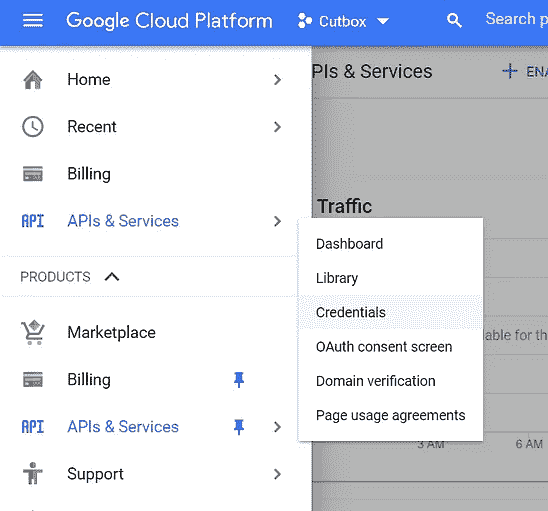 Google Cloud Platform
Cutbox
Search p
Home
PIs & Services
ENA
Recent
Billing
API
APIs & Services
Traffic
Dashboard
PRODUCTS
Library
Credentials
Marketplace
able for th
OAuth consent screen
Billing
Domain verification
API
APIs & Services
Page usage agreements
3 AM
6 AM
Support